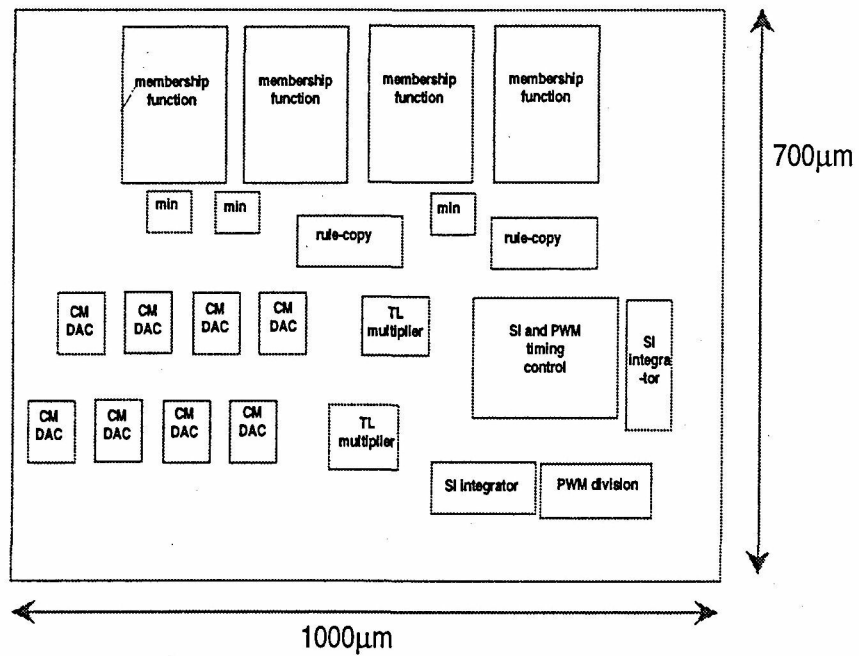 membership
function
membership
function
membership
function
membership
function
700µm
min
min
min
rule-copy
rule-copy
CM
DAC
CM
DAC
CM
DAC
CM
DAC
TL
multiplier
SI and PWM
timing
control
SI
integra
-tor
CM
DAC
CM
DAC
CM
DAC
CM
DAC
TL
multiplier
SI integrator
PWM division
1000µm